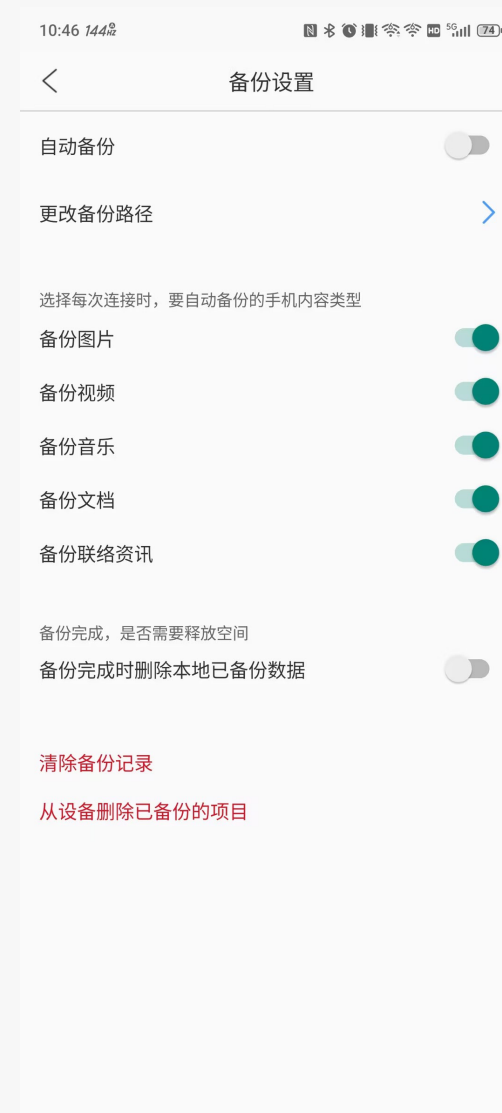 10:46 144Hz HD 5G 74
备份设置
自动备份
更改备份路径
选择每次连接时，要自动备份的手机内容类型
备份图片
备份视频
备份音乐
备份文档
备份联络资讯
备份完成，是否需要释放空间
备份完成时删除本地已备份数据
清除备份记录
从设备删除已备份的项目